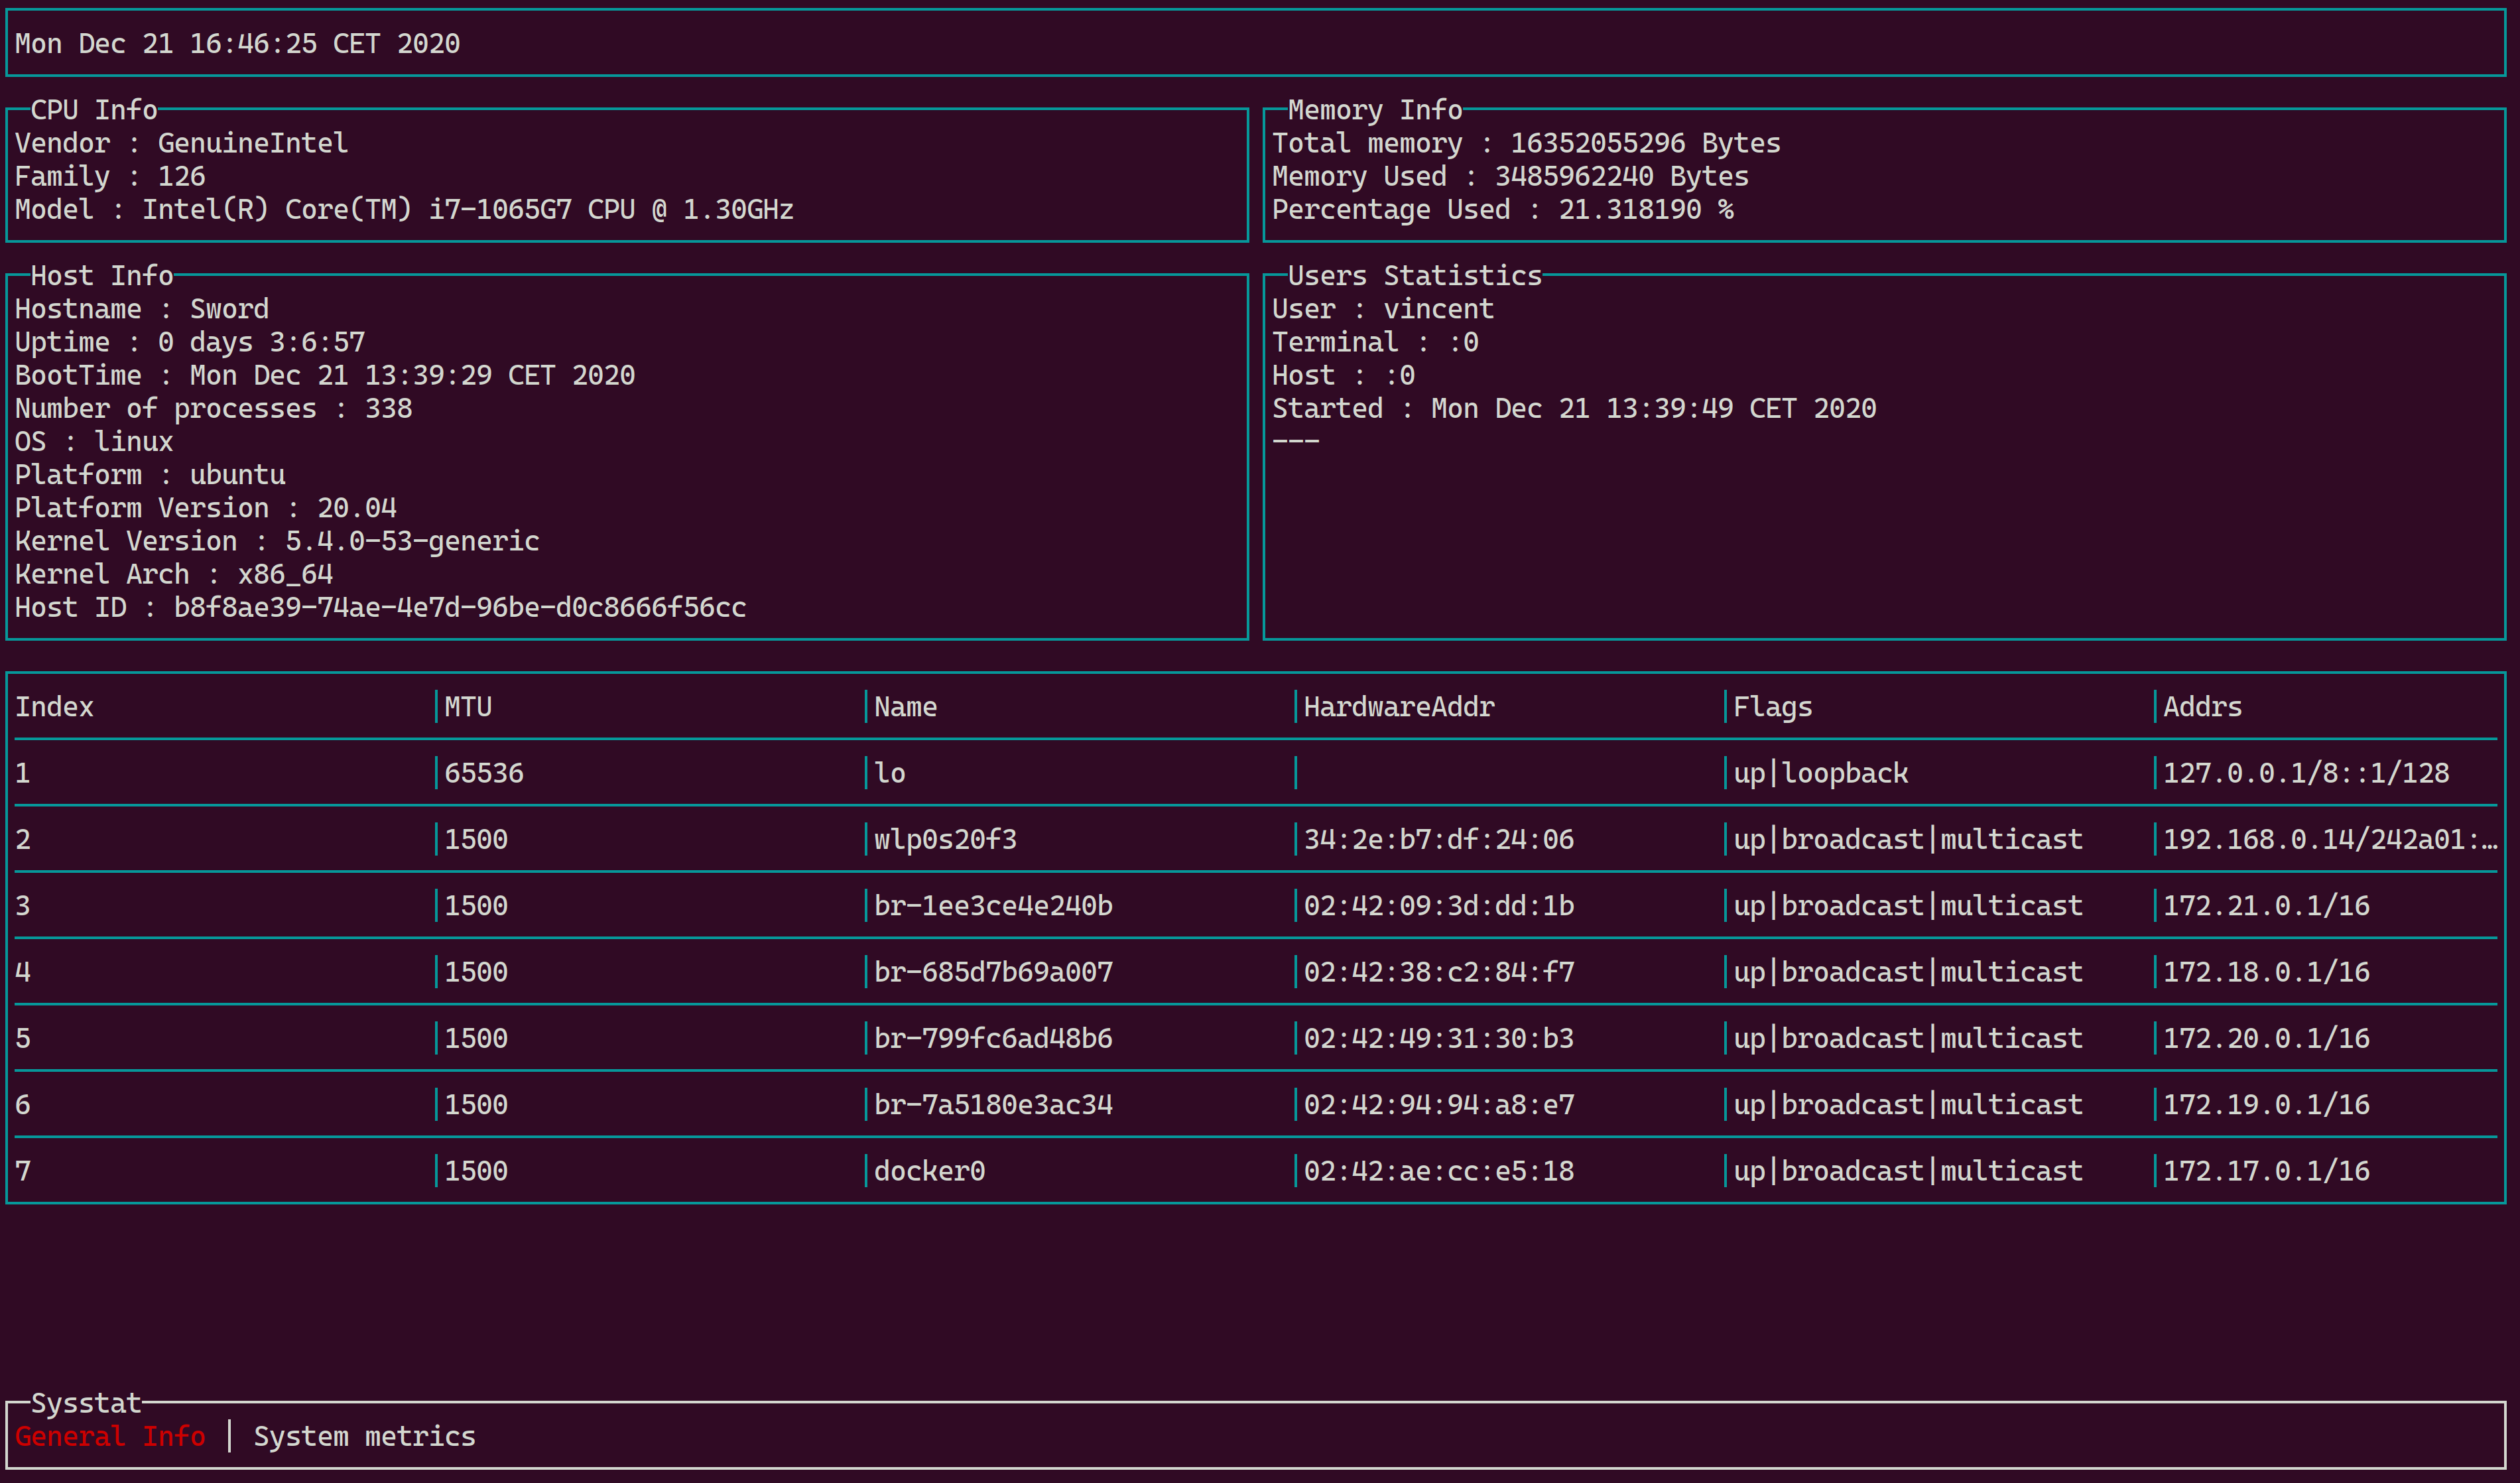 Mon Dec 21 16:46:25 CET 2020
CPU Info
Vendor : GenuineIntel
Family : 126
Model : Intel(R) Core(TM) i7-1065G7 CPU @ 1.30GHz
Memory Info
Total memory : 16352055296 Bytes
Memory Used : 3485962240 Bytes
Percentage Used : 21.318190 %
Host Info
Hostname : Sword
Uptime : 0 days 3:6:57
BootTime : Mon Dec 21 13:39:29 CET 2020
Number of processes : 338
OS : linux
Platform : ubuntu
Platform Version : 20.04
Kernel Version : 5.4.0-53-generic
Kernel Arch : x86_64
Host ID : b8f8ae39-74ae-4e7d-96be-d0c8666f56cc
Users Statistics
User : vincent
Terminal : :0
Host : :0
Started : Mon Dec 21 13:39:49 CET 2020
---
Index │MTU │Name │HardwareAddr │Flags │Addrs
1 │65536 │lo │ │up|loopback │127.0.0.1/8::1/128
2 │1500 │wlp0s20f3 │34:2e:b7:df:24:06 │up|broadcast|multicast │192.168.0.14/242a01:…
3 │1500 │br-1ee3ce4e240b │02:42:09:3d:dd:1b │up|broadcast|multicast │172.21.0.1/16
4 │1500 │br-685d7b69a007 │02:42:38:c2:84:f7 │up|broadcast|multicast │172.18.0.1/16
5 │1500 │br-799fc6ad48b6 │02:42:49:31:30:b3 │up|broadcast|multicast │172.20.0.1/16
6 │1500 │br-7a5180e3ac34 │02:42:94:94:a8:e7 │up|broadcast|multicast │172.19.0.1/16
7 │1500 │docker0 │02:42:ae:cc:e5:18 │up|broadcast|multicast │172.17.0.1/16
Sysstat
General Info │ System metrics